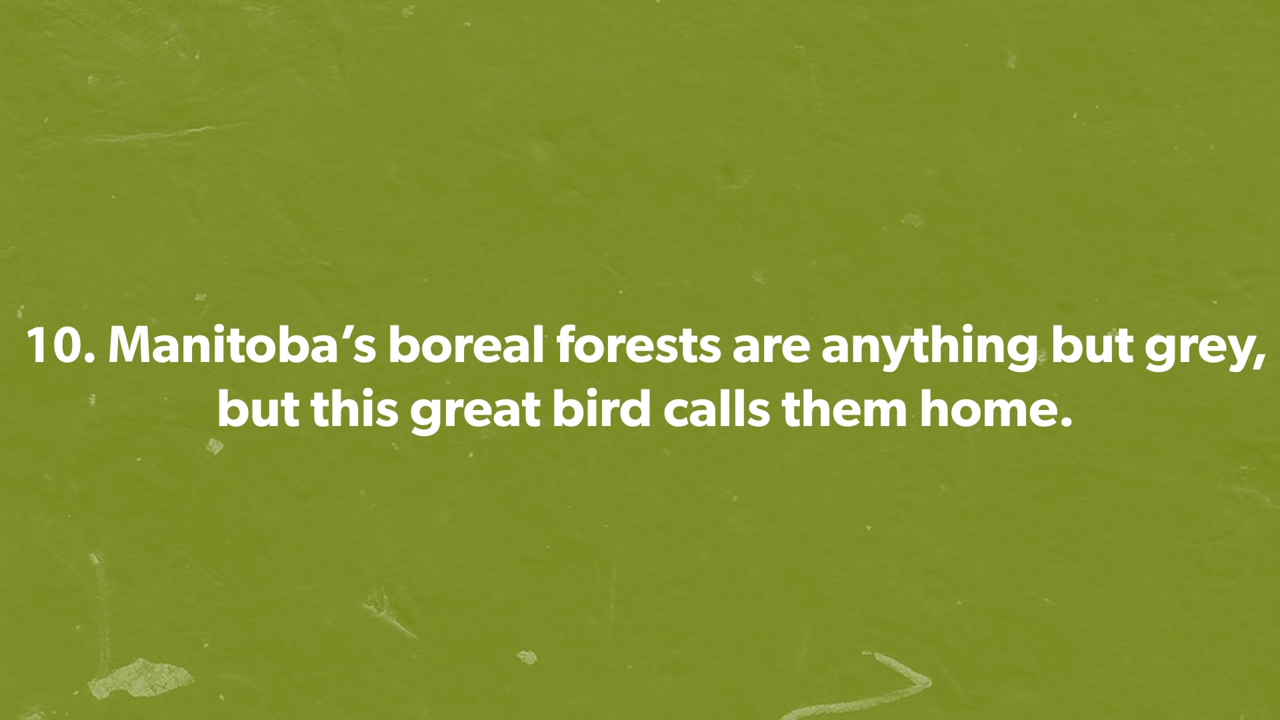 10. Manitoba’s boreal forests are anything but grey,
but this great bird calls them home.